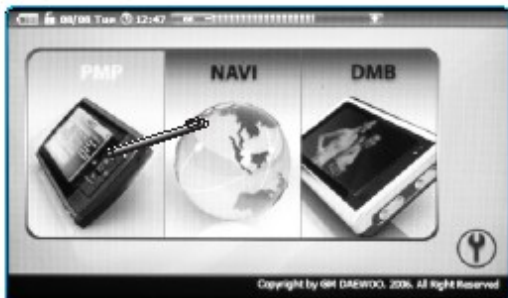 08/08 Tue 12:47
PMP NAVI DMB
Copyright by GM DAEWOO. 2006. All Right Reserved